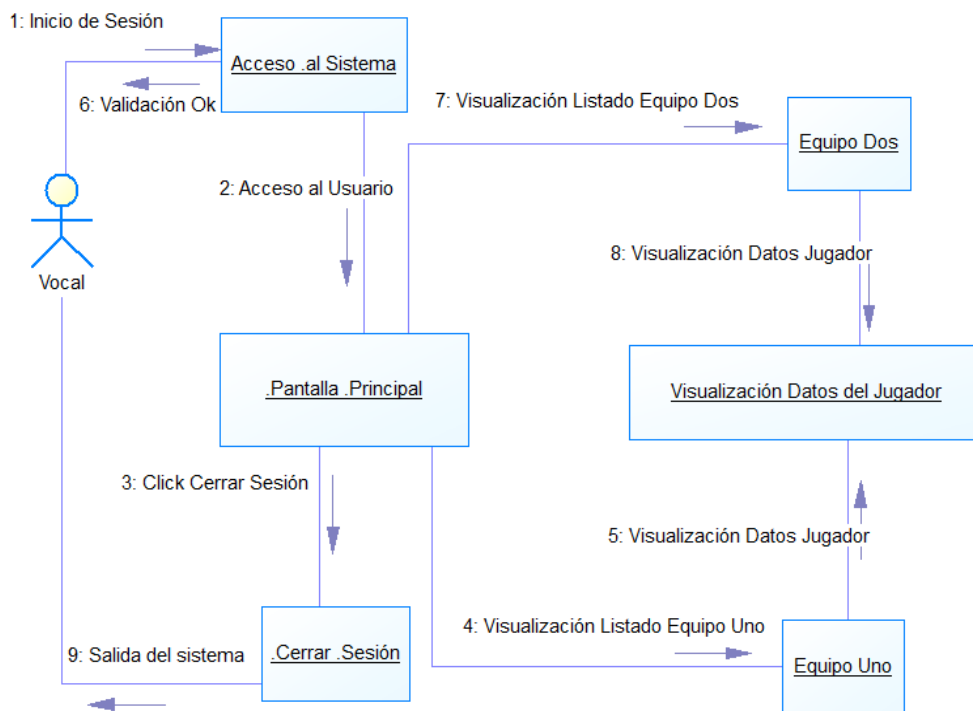 1: Inicio de Sesión
Acceso .al Sistema
6: Validación Ok
7: Visualización Listado Equipo Dos
Equipo Dos
2: Acceso al Usuario
8: Visualización Datos Jugador
Vocal
.Pantalla .Principal
Visualización Datos del Jugador
3: Click Cerrar Sesión
5: Visualización Datos Jugador
4: Visualización Listado Equipo Uno
9: Salida del sistema
.Cerrar .Sesión
Equipo Uno